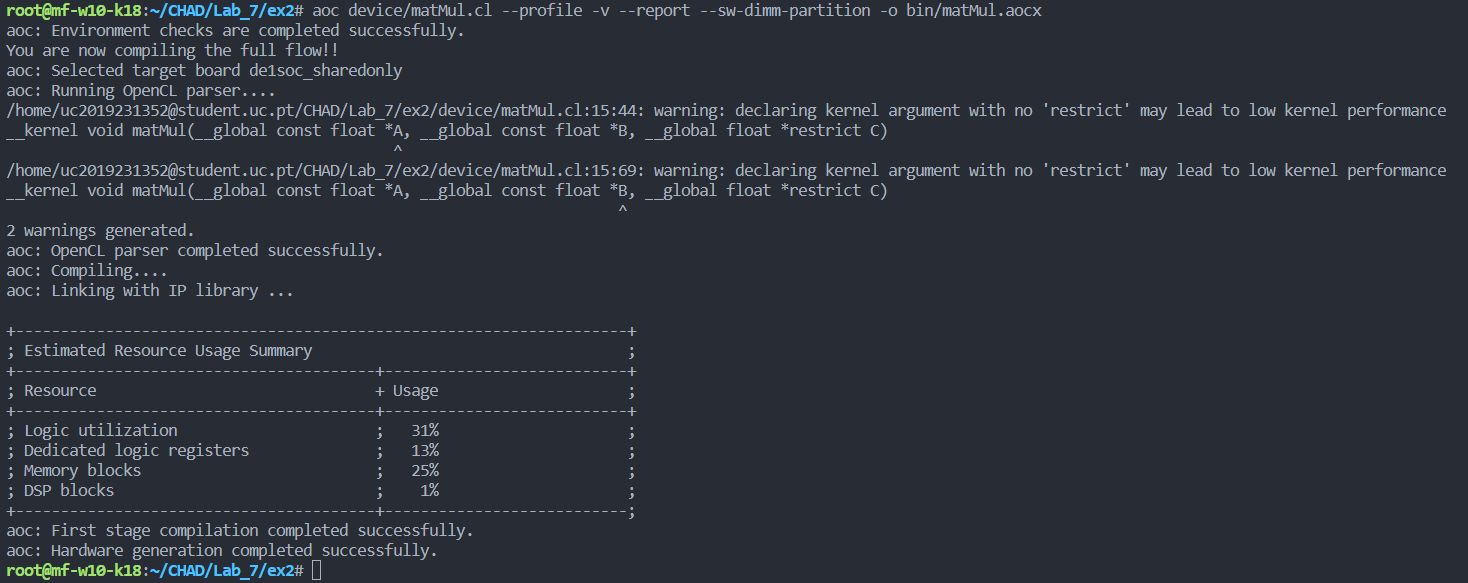 root@mf-w10-k18:~/CHAD/Lab_7/ex2# aoc device/matMul.cl --profile -v --report --sw-dimm-partition -o bin/matMul.aocx
aoc: Environment checks are completed successfully.
You are now compiling the full flow!!
aoc: Selected target board de1soc_sharedonly
aoc: Running OpenCL parser....
/home/uc2019231352@student.uc.pt/CHAD/Lab_7/ex2/device/matMul.cl:15:44: warning: declaring kernel argument with no 'restrict' may lead to low kernel performance
__kernel void matMul(__global const float *A, __global const float *B, __global float *restrict C)
                                           ^
/home/uc2019231352@student.uc.pt/CHAD/Lab_7/ex2/device/matMul.cl:15:69: warning: declaring kernel argument with no 'restrict' may lead to low kernel performance
__kernel void matMul(__global const float *A, __global const float *B, __global float *restrict C)
                                                                    ^
2 warnings generated.
aoc: OpenCL parser completed successfully.
aoc: Compiling....
aoc: Linking with IP library ...
+--------------------------------------------------------------------+
; Estimated Resource Usage Summary                                   ;
+----------------------------------------+---------------------------+
; Resource                               + Usage                     ;
+----------------------------------------+---------------------------+
; Logic utilization                      ;   31%                     ;
; Dedicated logic registers              ;   13%                     ;
; Memory blocks                          ;   25%                     ;
; DSP blocks                             ;    1%                     ;
+----------------------------------------+---------------------------;
aoc: First stage compilation completed successfully.
aoc: Hardware generation completed successfully.
root@mf-w10-k18:~/CHAD/Lab_7/ex2#